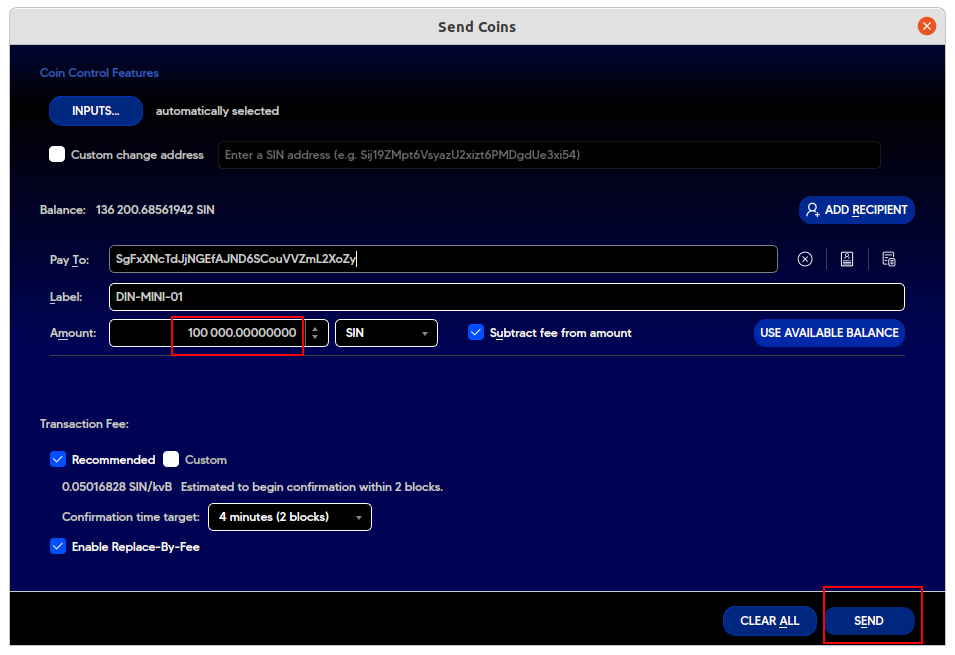 Send Coins
Coin Control Features
INPUTS... automatically selected
Custom change address Enter a SIN address (e.g. Sij19ZMpt6VsyazU2xizt6PMDgdUe3xi54)
Balance: 136 200.68561942 SIN ADD RECIPIENT
Pay To: SgFxXNcTdJjNGEfAJND6SCouVVZmL2XoZy
Label: DIN-MINI-01
Amount: 100 000.00000000 SIN Subtract fee from amount USE AVAILABLE BALANCE
Transaction Fee:
Recommended Custom
0.05016828 SIN/kvB Estimated to begin confirmation within 2 blocks.
Confirmation time target: 4 minutes (2 blocks)
Enable Replace-By-Fee
CLEAR ALL SEND